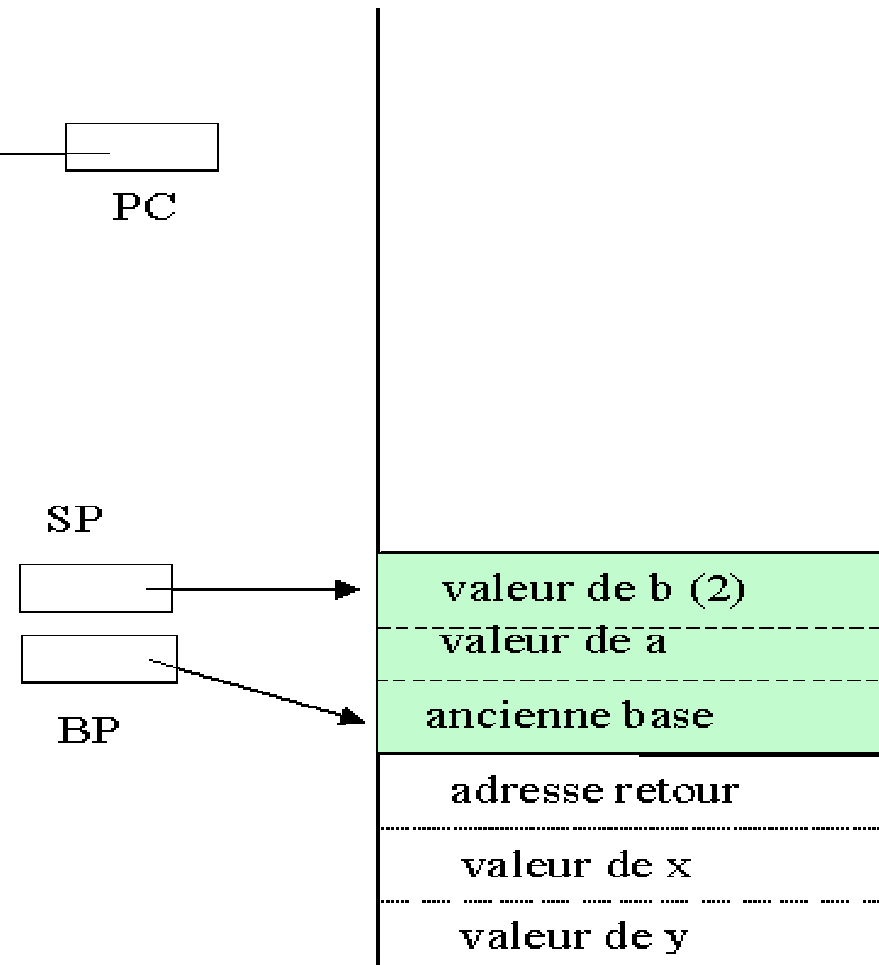 PC
SP
valeur de b (2)
valeur de a
ancienne base
BP
adresse retour
valeur de x
valeur de y